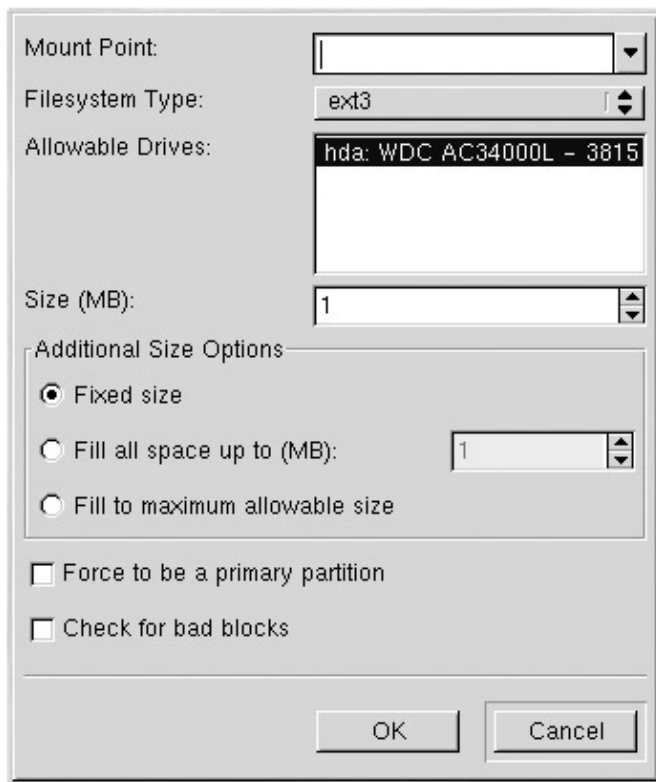 Mount Point:
Filesystem Type: ext3
Allowable Drives: hda: WDC AC34000L - 3815
Size (MB): 1
Additional Size Options
Fixed size
Fill all space up to (MB): 1
Fill to maximum allowable size
Force to be a primary partition
Check for bad blocks
OK Cancel